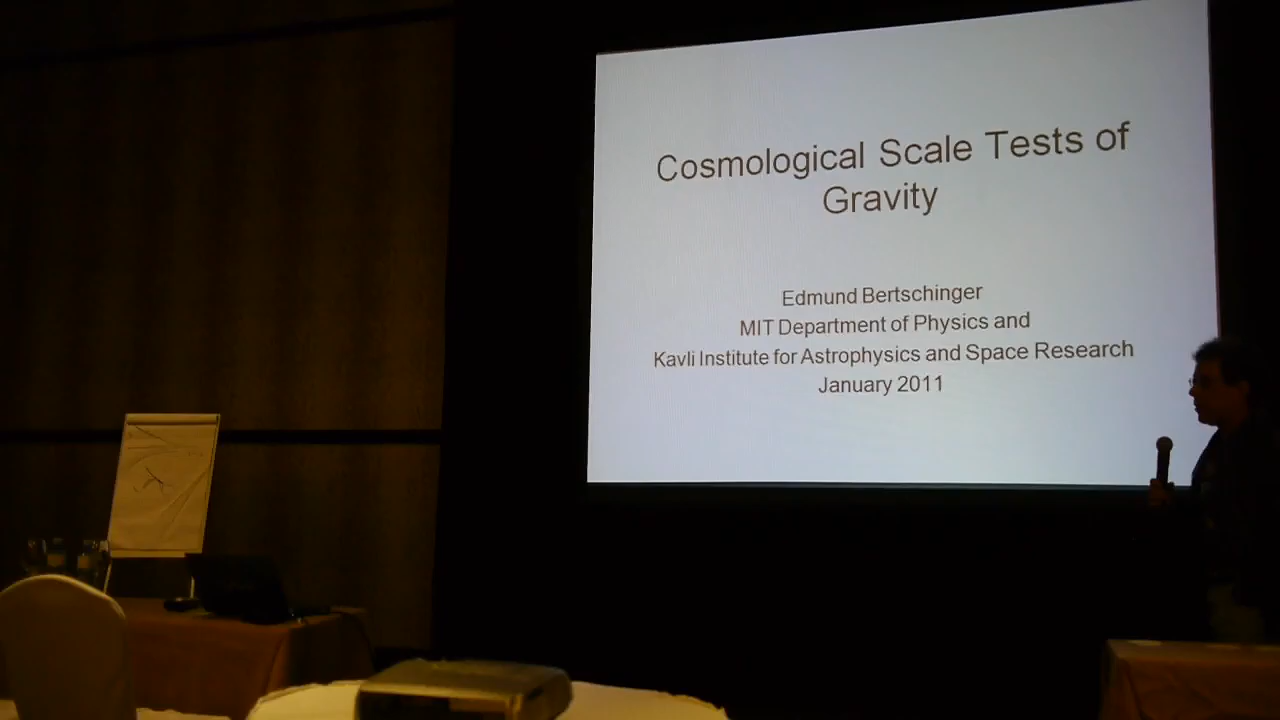 Cosmological Scale Tests of
Gravity
Edmund Bertschinger
MIT Department of Physics and
Kavli Institute for Astrophysics and Space Research
January 2011